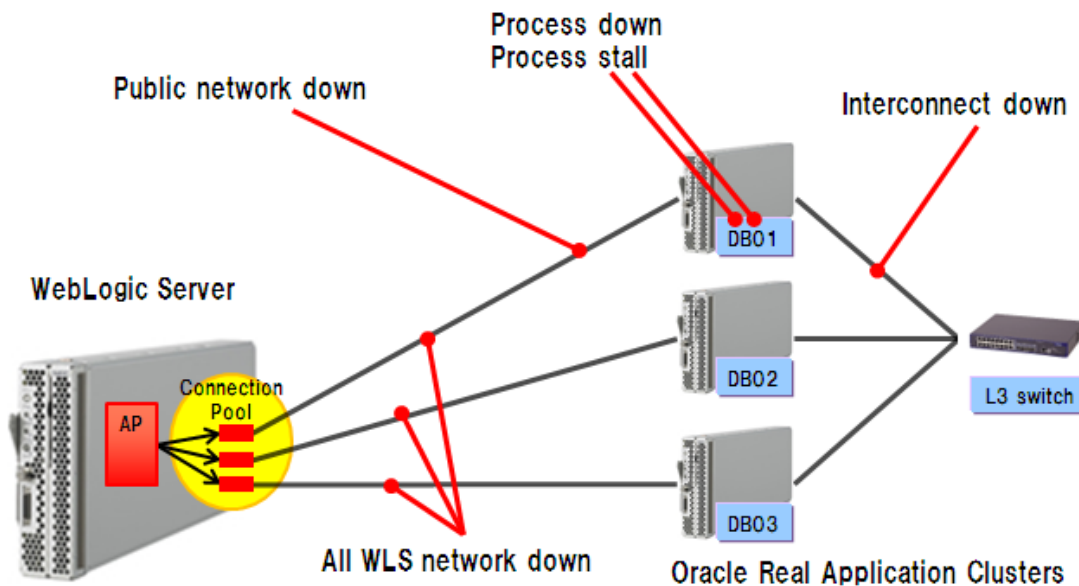 Process down
Process stall
Public network down
Interconnect down
DB01
WebLogic Server
DB02
Connection
Pool
L3 switch
AP
DB03
All WLS network down
Oracle Real Application Clusters